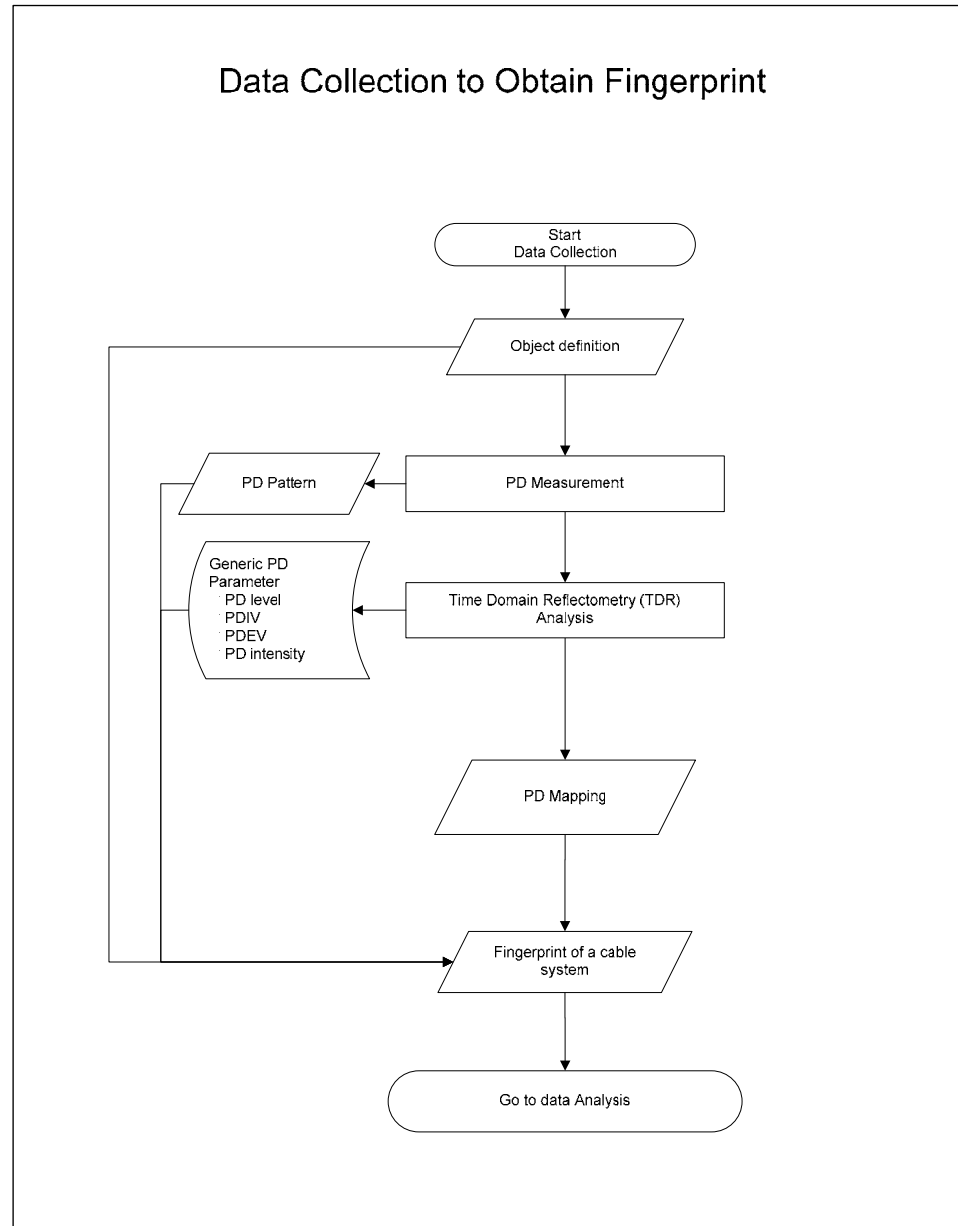 Data Collection to Obtain Fingerprint
Start
Data Collection
Object definition
PD Pattern
PD Measurement
Generic PD
Parameter
PD level
PDIV
PDEV
PD intensity
Time Domain Reflectometry (TDR)
Analysis
PD Mapping
Fingerprint of a cable
system
Go to data Analysis